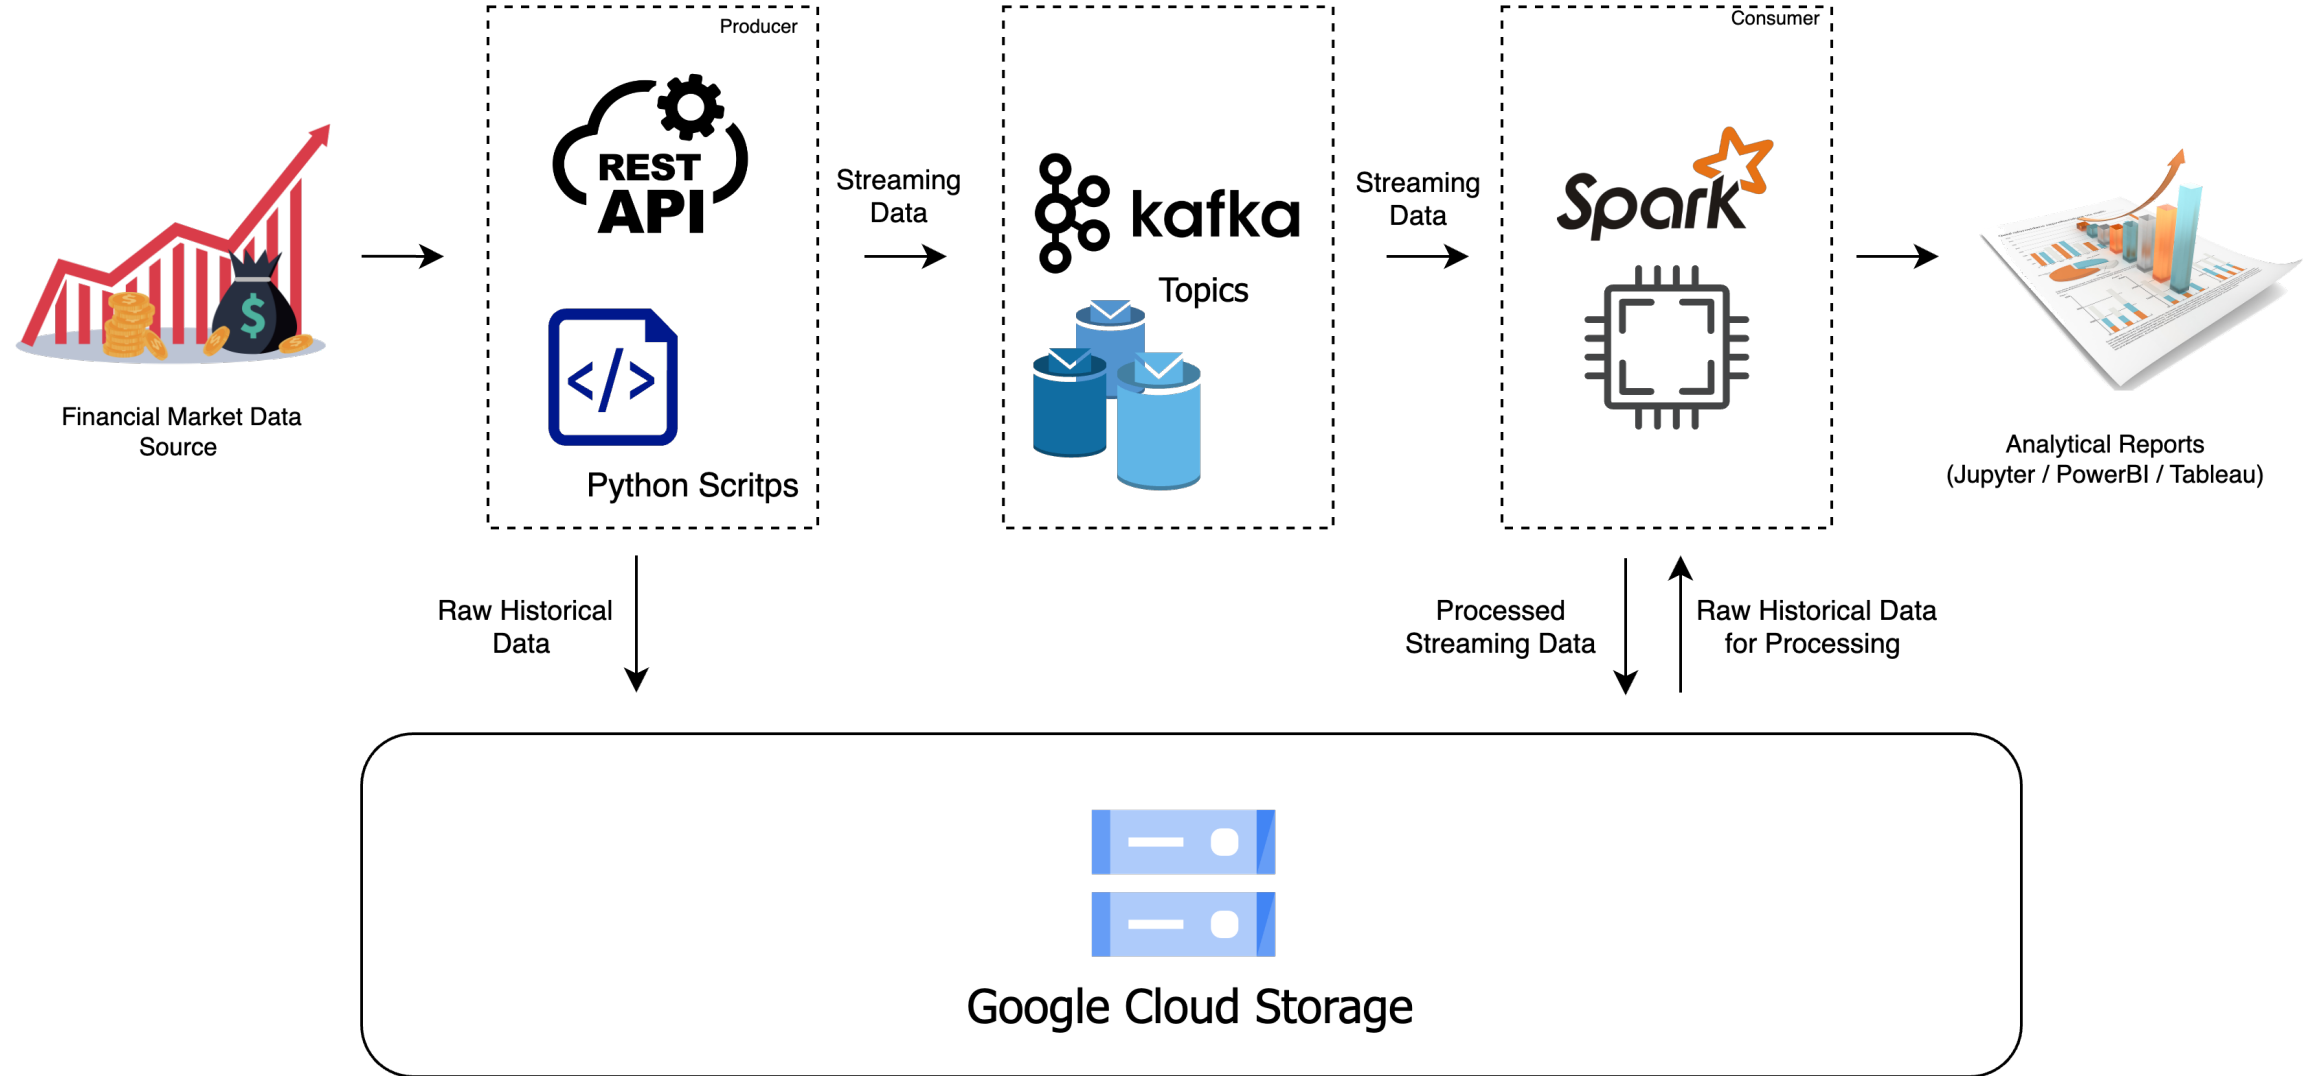 Producer
Consumer
REST
API
Streaming
Data
kafka
Topics
Streaming
Data
Spark
Financial Market Data
Source
</>
Python Scritps
Analytical Reports
(Jupyter / PowerBI / Tableau)
Raw Historical
Data
Processed
Streaming Data
Raw Historical Data
for Processing
Google Cloud Storage